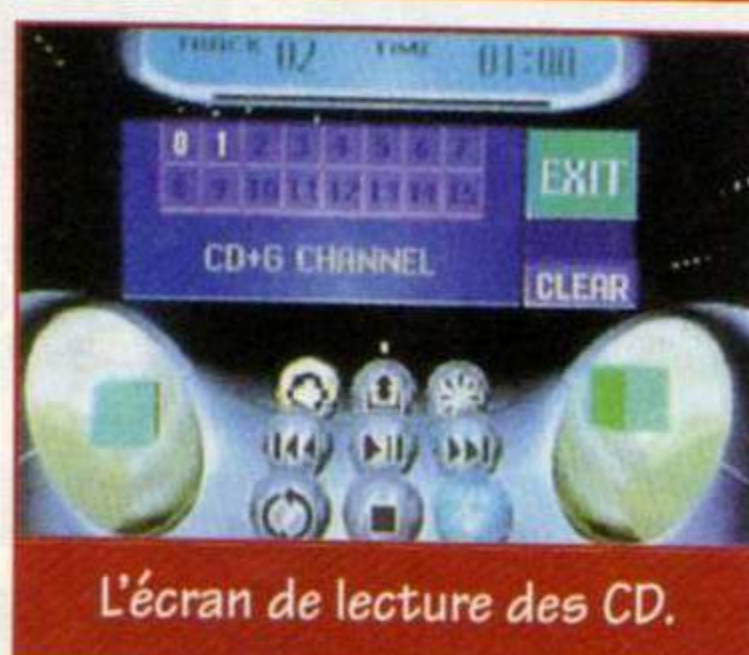 TRACK 02 TIME 01:00
0 1 2 3 4 5 6 7
8 9 10 11 12 13 14 15
EXIT
CD+G CHANNEL
CLEAR
L'écran de lecture des CD.